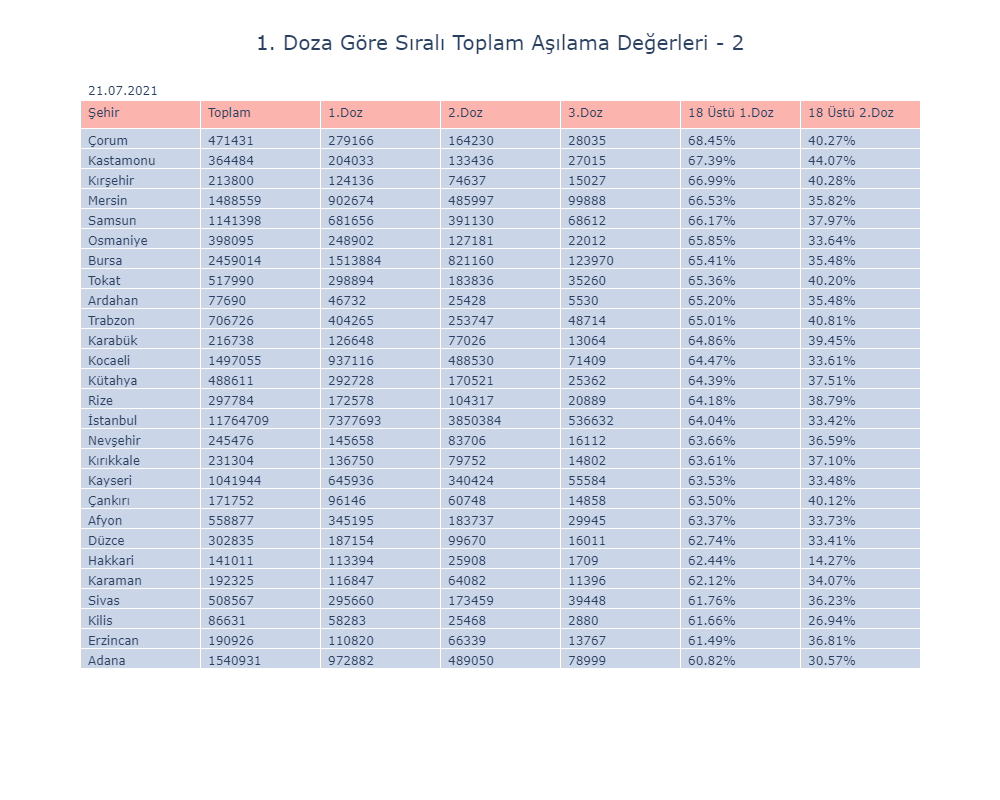 1. Doza Göre Sıralı Toplam Aşılama Değerleri - 2
21.07.2021
Şehir Toplam 1.Doz 2.Doz 3.Doz 18 Üstü 1.Doz 18 Üstü 2.Doz
Çorum 471431 279166 164230 28035 68.45% 40.27%
Kastamonu 364484 204033 133436 27015 67.39% 44.07%
Kırşehir 213800 124136 74637 15027 66.99% 40.28%
Mersin 1488559 902674 485997 99888 66.53% 35.82%
Samsun 1141398 681656 391130 68612 66.17% 37.97%
Osmaniye 398095 248902 127181 22012 65.85% 33.64%
Bursa 2459014 1513884 821160 123970 65.41% 35.48%
Tokat 517990 298894 183836 35260 65.36% 40.20%
Ardahan 77690 46732 25428 5530 65.20% 35.48%
Trabzon 706726 404265 253747 48714 65.01% 40.81%
Karabük 216738 126648 77026 13064 64.86% 39.45%
Kocaeli 1497055 937116 488530 71409 64.47% 33.61%
Kütahya 488611 292728 170521 25362 64.39% 37.51%
Rize 297784 172578 104317 20889 64.18% 38.79%
İstanbul 11764709 7377693 3850384 536632 64.04% 33.42%
Nevşehir 245476 145658 83706 16112 63.66% 36.59%
Kırıkkale 231304 136750 79752 14802 63.61% 37.10%
Kayseri 1041944 645936 340424 55584 63.53% 33.48%
Çankırı 171752 96146 60748 14858 63.50% 40.12%
Afyon 558877 345195 183737 29945 63.37% 33.73%
Düzce 302835 187154 99670 16011 62.74% 33.41%
Hakkari 141011 113394 25908 1709 62.44% 14.27%
Karaman 192325 116847 64082 11396 62.12% 34.07%
Sivas 508567 295660 173459 39448 61.76% 36.23%
Kilis 86631 58283 25468 2880 61.66% 26.94%
Erzincan 190926 110820 66339 13767 61.49% 36.81%
Adana 1540931 972882 489050 78999 60.82% 30.57%